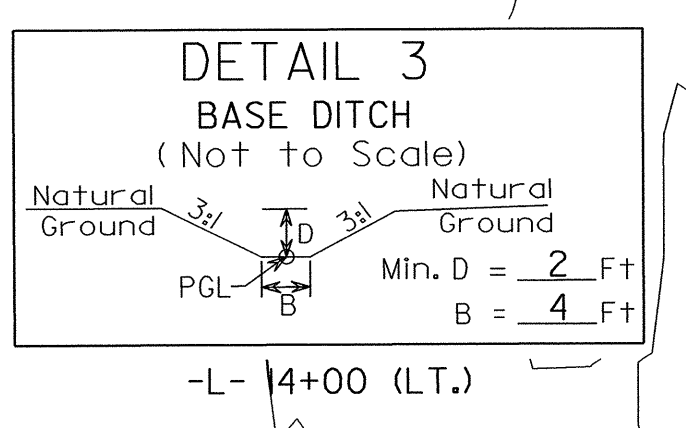 DETAIL 3
BASE DITCH
(Not to Scale)
Natural
Ground
3:1
D
3:1
Natural
Ground
PGL
B
Min. D = 2 Ft
B = 4 Ft
-L- 14+00 (LT.)